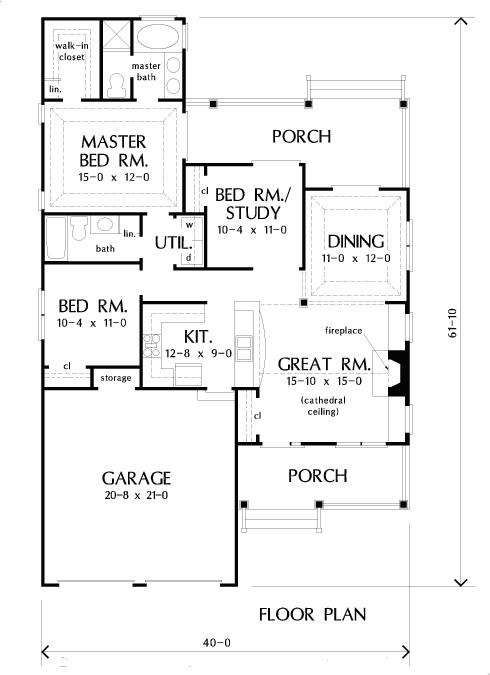 walk-in
closet
lin.
master
bath
MASTER
BED RM.
15-0 x 12-0
PORCH
cl
BED RM./
STUDY
10-4 x 11-0
lin.
bath
UTIL.
w
d
DINING
11-0 x 12-0
BED RM.
10-4 x 11-0
cl
storage
KIT.
12-8 x 9-0
fireplace
GREAT RM.
15-10 x 15-0
(cathedral
ceiling)
cl
61-10
GARAGE
20-8 x 21-0
PORCH
FLOOR PLAN
40-0